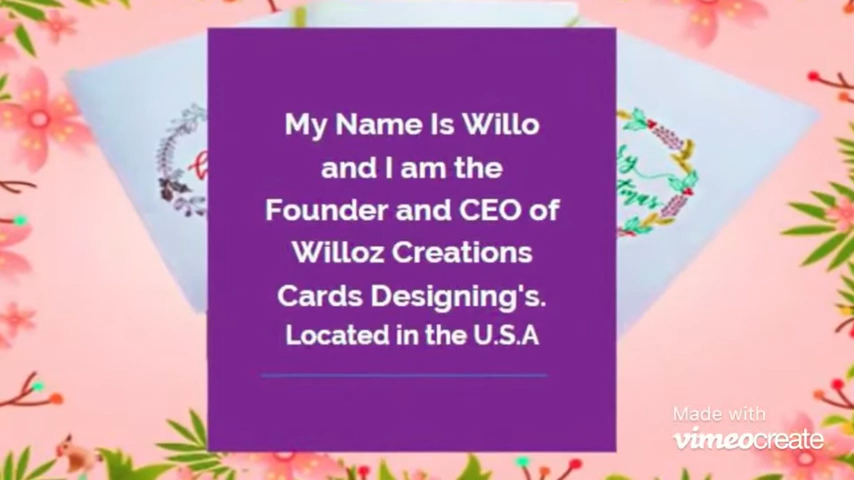 My Name Is Willo
and I am the
Founder and CEO of
Willoz Creations
Cards Designing's.
Located in the U.S.A
Made with
vimeocreate